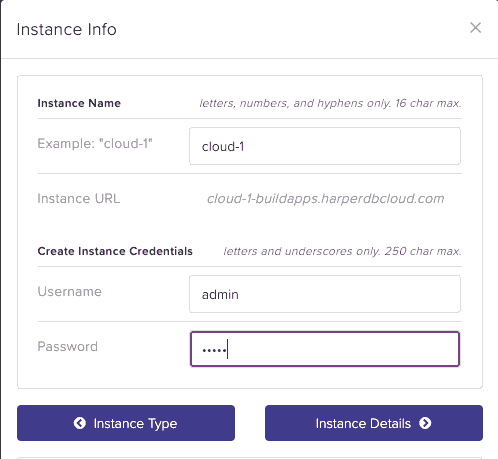 Instance Info ×
Instance Name letters, numbers, and hyphens only. 16 char max.
Example: "cloud-1" cloud-1
Instance URL cloud-1-buildapps.harperdbcloud.com
Create Instance Credentials letters and underscores only. 250 char max.
Username admin
Password •••••
Instance Type Instance Details